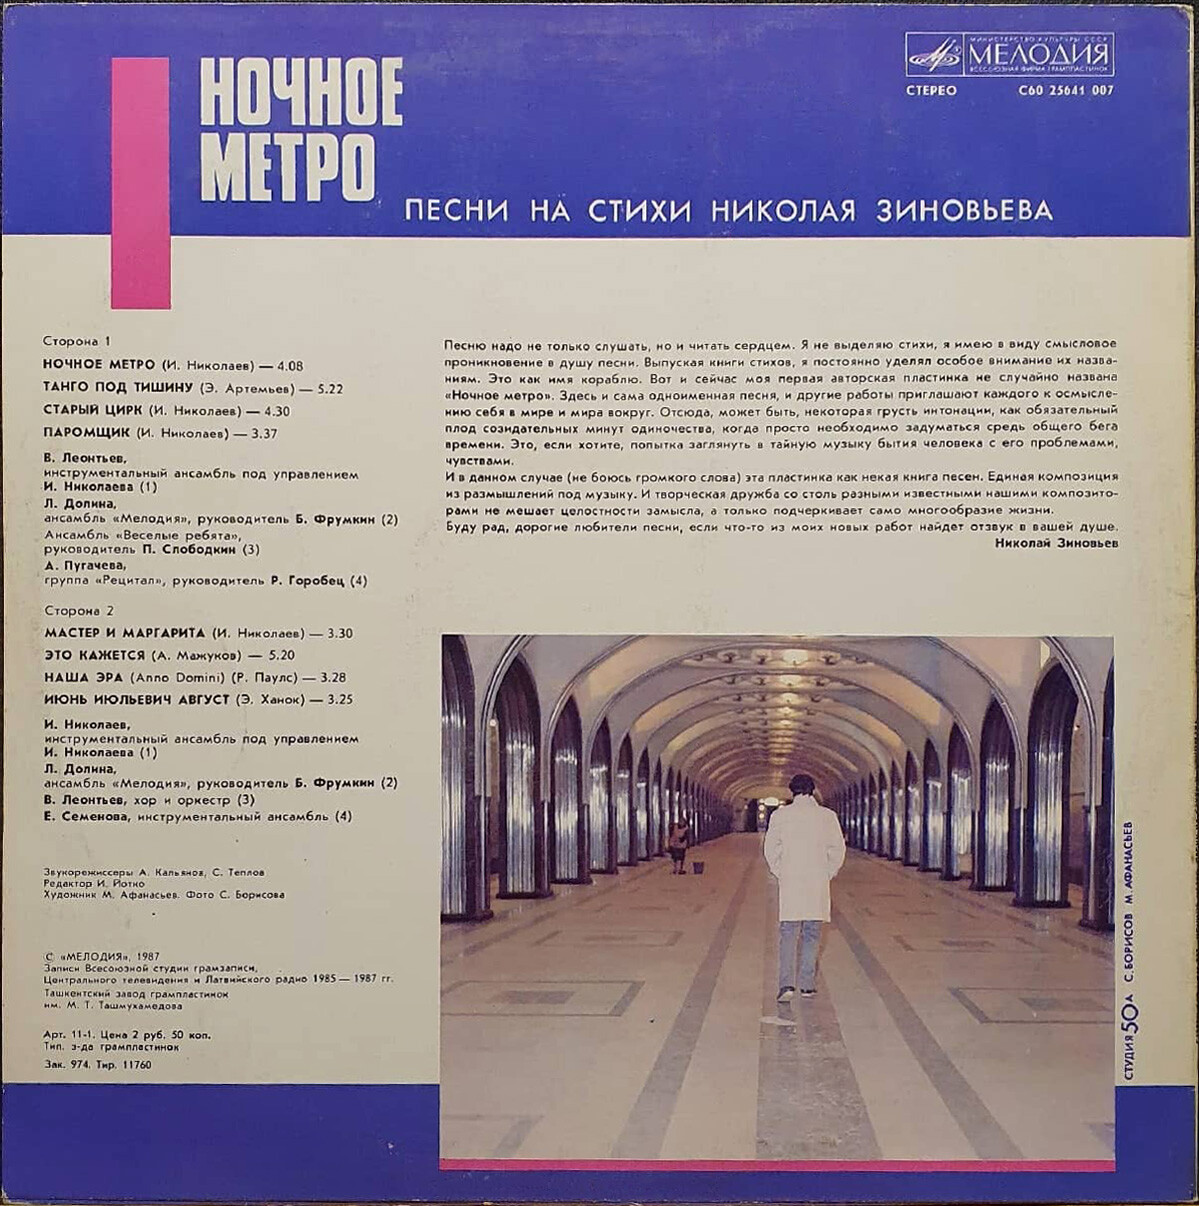 НОЧНОЕ
МЕТРО
ПЕСНИ НА СТИХИ НИКОЛАЯ ЗИНОВЬЕВА
МИНИСТЕРСТВО КУЛЬТУРЫ СССР
МЕЛОДИЯ
ВСЕСОЮЗНАЯ ФИРМА ГРАМПЛАСТИНОК
СТЕРЕО С60 25641 007
Сторона 1
НОЧНОЕ МЕТРО (И. Николаев) — 4.08
ТАНГО ПОД ТИШИНУ (Э. Артемьев) — 5.22
СТАРЫЙ ЦИРК (И. Николаев) — 4.30
ПАРОМЩИК (И. Николаев) — 3.37
В. Леонтьев,
инструментальный ансамбль под управлением
И. Николаева (1)
Л. Долина,
ансамбль «Мелодия», руководитель Б. Фрумкин (2)
Ансамбль «Веселые ребята»,
руководитель П. Слободкин (3)
А. Пугачева,
группа «Рецитал», руководитель Р. Горобец (4)
Сторона 2
МАСТЕР И МАРГАРИТА (И. Николаев) — 3.30
ЭТО КАЖЕТСЯ (А. Мажуков) — 5.20
НАША ЭРА (Anno Domini) (Р. Паулс) — 3.28
ИЮНЬ ИЮЛЬЕВИЧ АВГУСТ (Э. Ханок) — 3.25
И. Николаев,
инструментальный ансамбль под управлением
И. Николаева (1)
Л. Долина,
ансамбль «Мелодия», руководитель Б. Фрумкин (2)
В. Леонтьев, хор и оркестр (3)
Е. Семенова, инструментальный ансамбль (4)
Звукорежиссеры А. Кальянов, С. Теплов
Редактор И. Йотко
Художник М. Афанасьев. Фото С. Борисова
© «МЕЛОДИЯ», 1987
Записи Всесоюзной студии грамзаписи,
Центрального телевидения и Латвийского радио 1985 — 1987 гг.
Ташкентский завод грампластинок
им. М. Т. Ташмухамедова
Арт. 11-1. Цена 2 руб. 50 коп.
Тип. з-да грампластинок
Зак. 974. Тир. 11760
Песню надо не только слушать, но и читать сердцем. Я не выделяю стихи, я имею в виду смысловое
проникновение в душу песни. Выпуская книги стихов, я постоянно уделял особое внимание их назва-
ниям. Это как имя кораблю. Вот и сейчас моя первая авторская пластинка не случайно названа
«Ночное метро». Здесь и сама одноименная песня, и другие работы приглашают каждого к осмысле-
нию себя в мире и мира вокруг. Отсюда, может быть, некоторая грусть интонации, как обязательный
плод созидательных минут одиночества, когда просто необходимо задуматься средь общего бега
времени. Это, если хотите, попытка заглянуть в тайную музыку бытия человека с его проблемами,
чувствами.
И в данном случае (не боюсь громкого слова) эта пластинка как некая книга песен. Единая композиция
из размышлений под музыку. И творческая дружба со столь разными известными нашими композито-
рами не мешает целостности замысла, а только подчеркивает само многообразие жизни.
Буду рад, дорогие любители песни, если что-то из моих новых работ найдет отзвук в вашей душе.
Николай Зиновьев
СТУДИЯ 50А С. БОРИСОВ М. АФАНАСЬЕВ